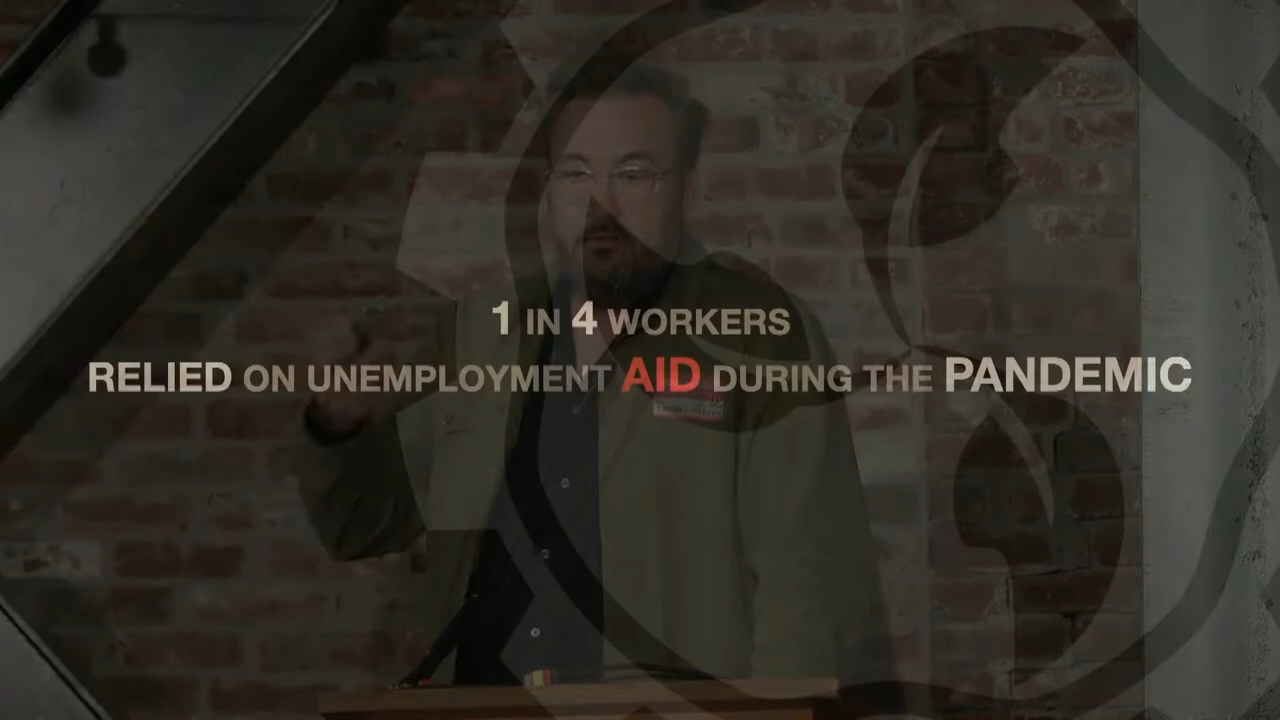 1 IN 4 WORKERS
RELIED ON UNEMPLOYMENT AID DURING THE PANDEMIC